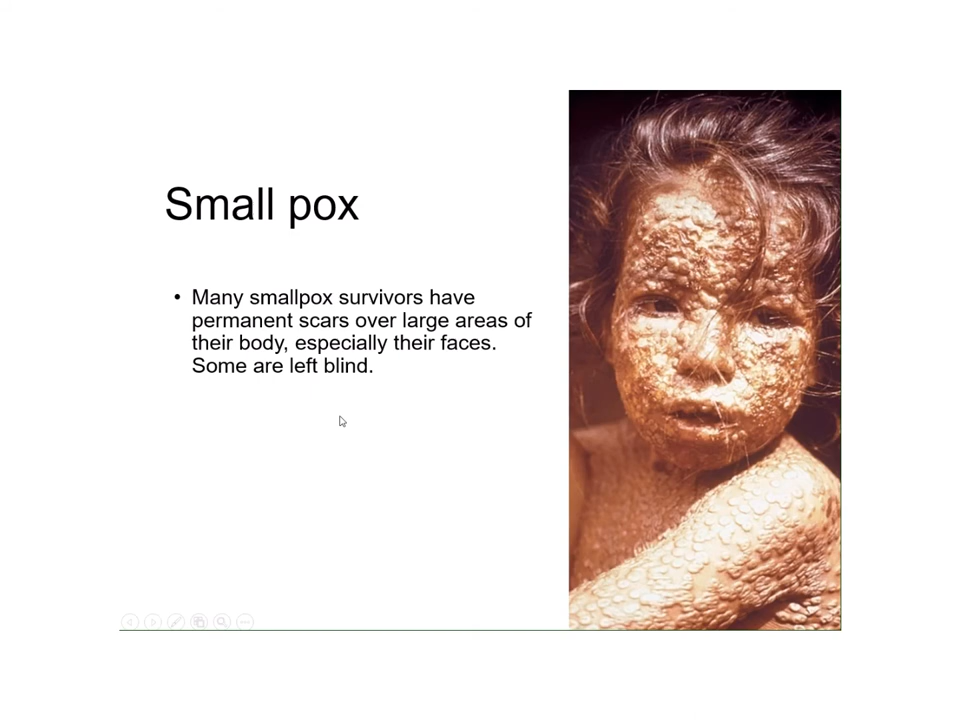 Small pox
• Many smallpox survivors have
permanent scars over large areas of
their body, especially their faces.
Some are left blind.